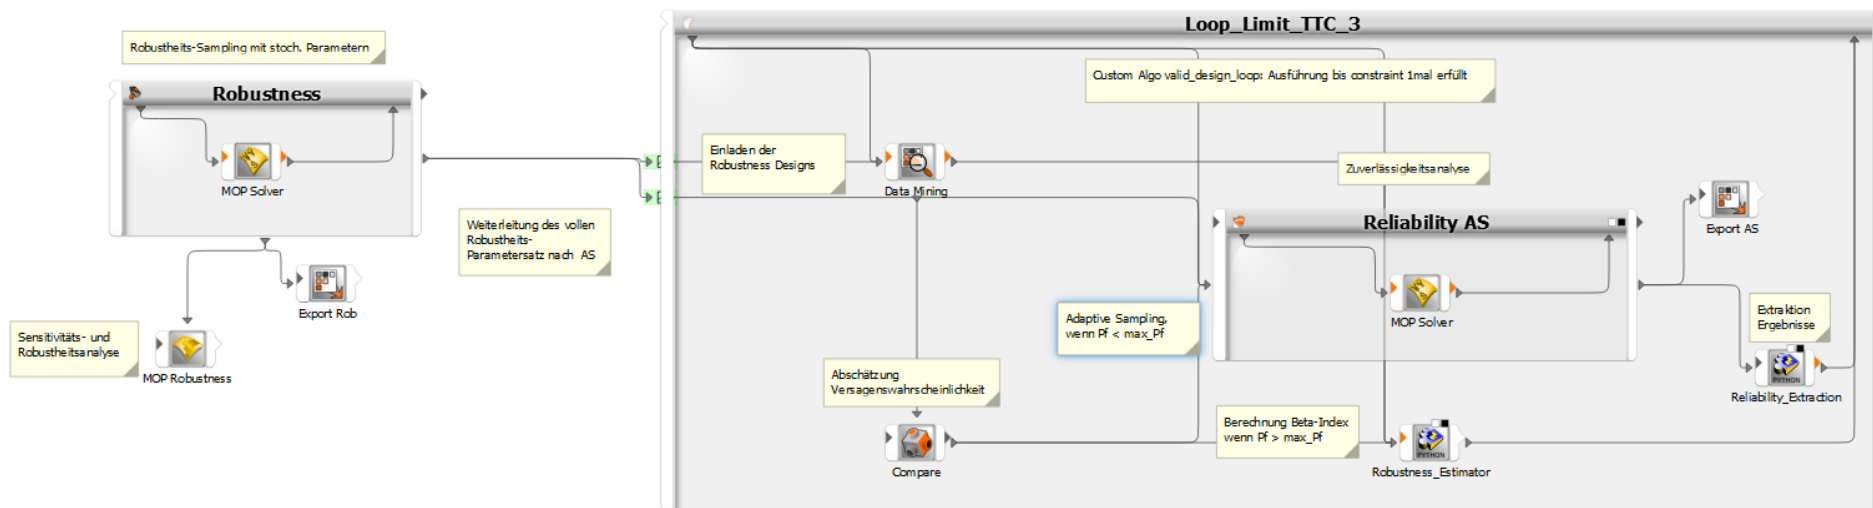 Loop_Limit_TTC_3
Robustheits-Sampling mit stoch. Parametern
Robustness
MOP Solver
Custom Algo valid_design_loop: Ausführung bis constraint 1mal erfüllt
Einladen der
Robustness Designs
Data Mining
Zuverlässigkeitsanalyse
Weiterleitung des vollen
Robustheits-
Parametersatz nach AS
Reliability AS
MOP Solver
Export AS
Export Rob
Sensitivitäts- und
Robustheitsanalyse
MOP Robustness
Adaptive Sampling,
wenn Pf < max_Pf
Extraktion
Ergebnisse
PYTHON
Reliability_Extraction
Abschätzung
Versagenswahrscheinlichkeit
Compare
Berechnung Beta-Index
wenn Pf > max_Pf
PYTHON
Robustness_Estimator